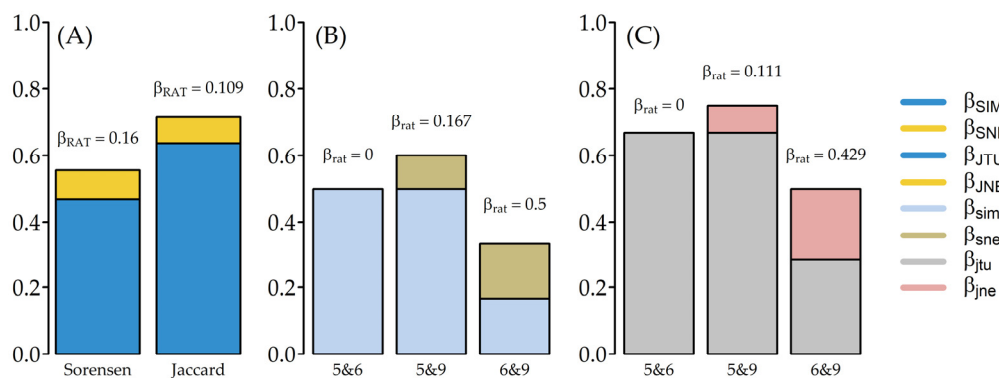 (A)
1.0
0.8
0.6
0.4
0.2
0.0
β_RAT = 0.16
β_RAT = 0.109
Sorensen Jaccard
(B)
1.0
0.8
0.6
0.4
0.2
0.0
β_rat = 0
β_rat = 0.167
β_rat = 0.5
5&6 5&9 6&9
(C)
1.0
0.8
0.6
0.4
0.2
0.0
β_rat = 0
β_rat = 0.111
β_rat = 0.429
5&6 5&9 6&9
β_SIM
β_SNE
β_JTU
β_JNE
β_sim
β_sne
β_jtu
β_jne